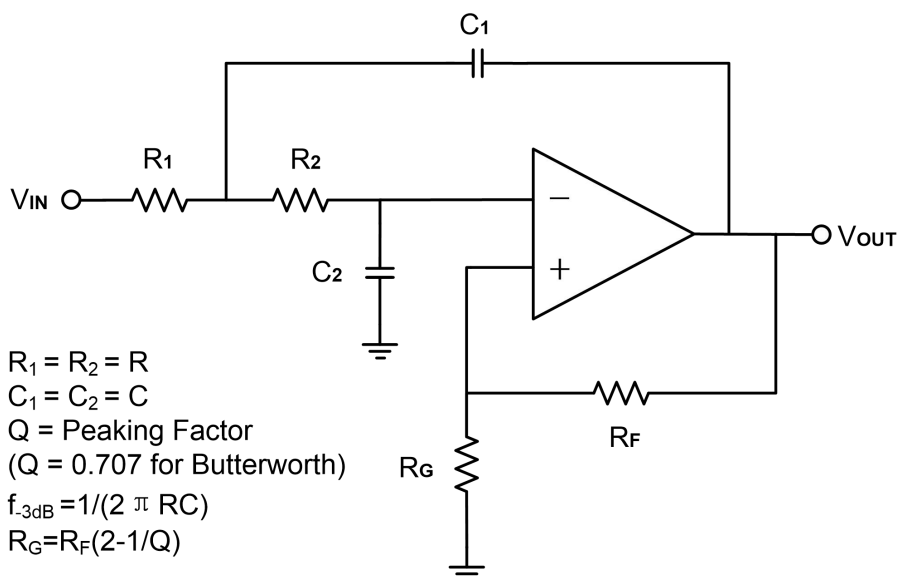 C1
R1
R2
VIN
−
+
VOUT
C2
RF
RG
R1 = R2 = R
C1 = C2 = C
Q = Peaking Factor
(Q = 0.707 for Butterworth)
f-3dB =1/(2 π RC)
RG=RF(2-1/Q)